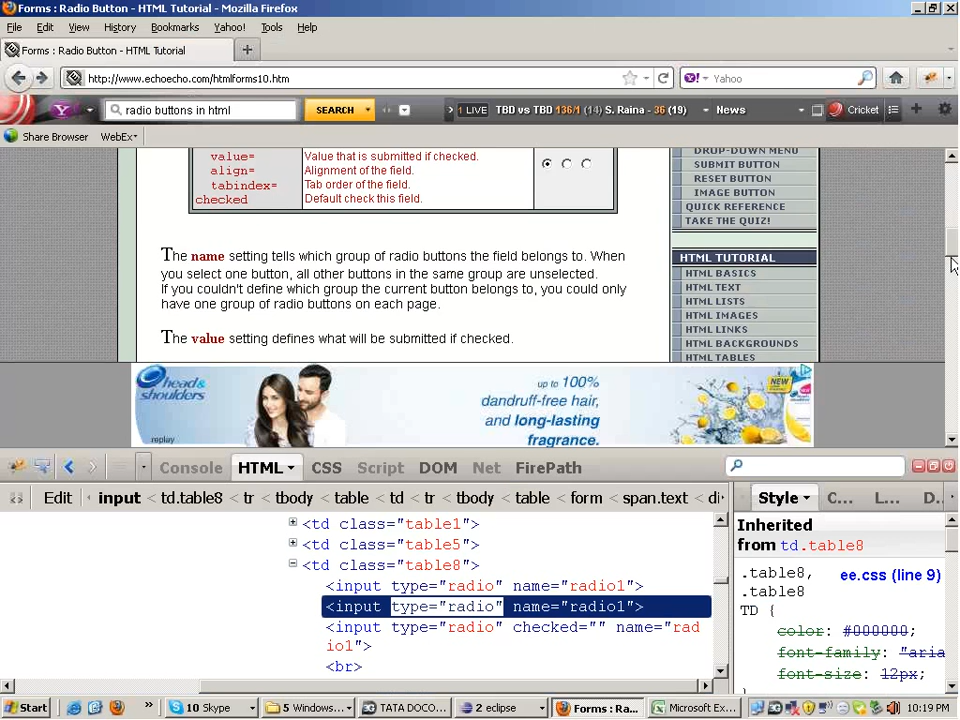 Forms : Radio Button - HTML Tutorial - Mozilla Firefox
File Edit View History Bookmarks Yahoo! Tools Help
Forms : Radio Button - HTML Tutorial
http://www.echoecho.com/htmlforms10.htm
Yahoo
radio buttons in html
SEARCH
1 LIVE TBD vs TBD 136/1 (14) S. Raina - 36 (19)
News
Cricket
Share Browser WebEx
value= Value that is submitted if checked.
align= Alignment of the field.
tabindex= Tab order of the field.
checked Default check this field.
The name setting tells which group of radio buttons the field belongs to. When
you select one button, all other buttons in the same group are unselected.
If you couldn't define which group the current button belongs to, you could only
have one group of radio buttons on each page.
The value setting defines what will be submitted if checked.
DROP-DOWN MENU
SUBMIT BUTTON
RESET BUTTON
IMAGE BUTTON
QUICK REFERENCE
TAKE THE QUIZ!
HTML TUTORIAL
HTML BASICS
HTML TEXT
HTML LISTS
HTML IMAGES
HTML LINKS
HTML BACKGROUNDS
HTML TABLES
head&
shoulders
replay
up to 100%
dandruff-free hair,
and long-lasting
fragrance.
NEW
Console HTML CSS Script DOM Net FirePath
Edit input < td.table8 < tr < tbody < table < td < tr < tbody < table < form < span.text < di
<td class="table1">
<td class="table5">
<td class="table8">
<input type="radio" name="radio1">
<input type="radio" name="radio1">
<input type="radio" checked="" name="rad
io1">
<br>
Style C... L... D...
Inherited
from td.table8
.table8, ee.css (line 9)
.table8
TD {
color: #000000;
font-family: "aria
font-size: 12px;
Start
10 Skype
5 Windows...
TATA DOCO...
2 eclipse
Forms : Ra...
Microsoft Ex...
10:19 PM